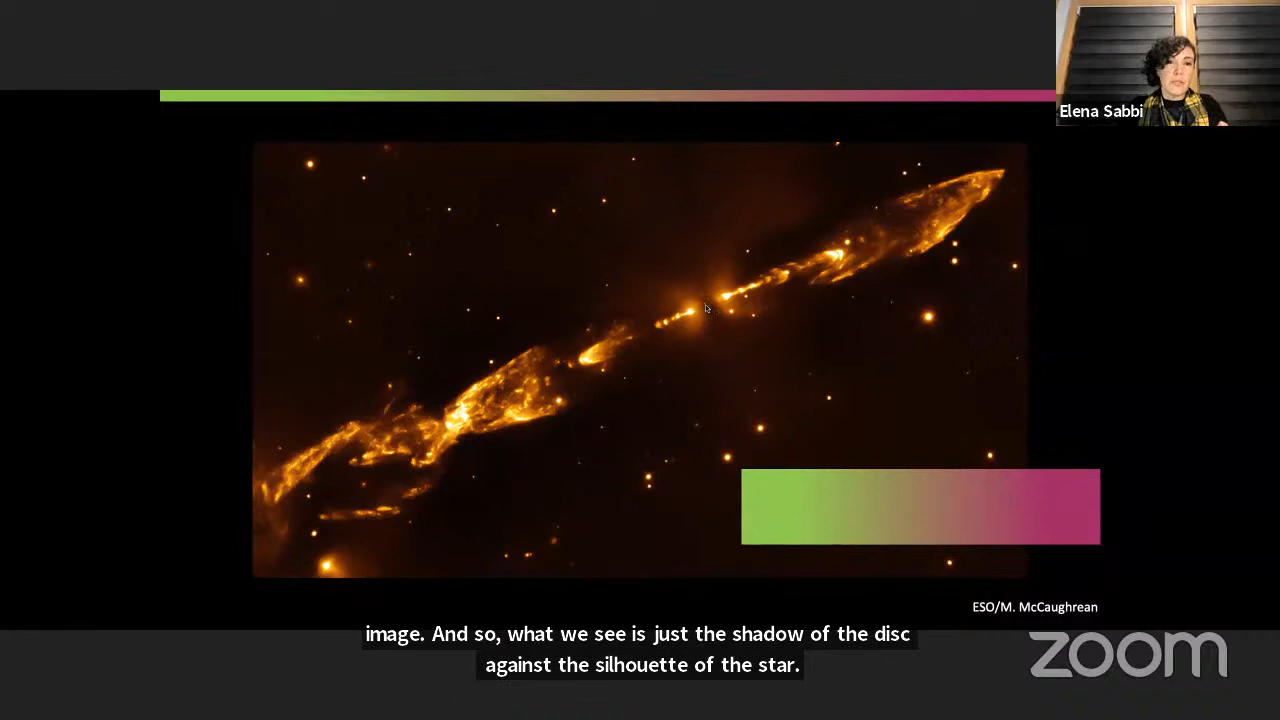 Elena Sabbi
ESO/M. McCaughrean
image. And so, what we see is just the shadow of the disc
against the silhouette of the star.
zoom